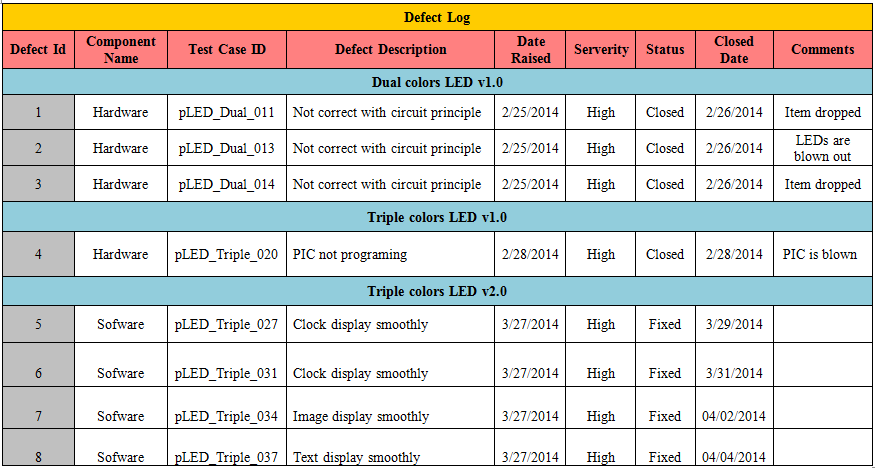 Defect Log
Defect Id Component Name Test Case ID Defect Description Date Raised Serverity Status Closed Date Comments
Dual colors LED v1.0
1 Hardware pLED_Dual_011 Not correct with circuit principle 2/25/2014 High Closed 2/26/2014 Item dropped
2 Hardware pLED_Dual_013 Not correct with circuit principle 2/25/2014 High Closed 2/26/2014 LEDs are blown out
3 Hardware pLED_Dual_014 Not correct with circuit principle 2/25/2014 High Closed 2/26/2014 Item dropped
Triple colors LED v1.0
4 Hardware pLED_Triple_020 PIC not programing 2/28/2014 High Closed 2/28/2014 PIC is blown
Triple colors LED v2.0
5 Sofware pLED_Triple_027 Clock display smoothly 3/27/2014 High Fixed 3/29/2014
6 Sofware pLED_Triple_031 Clock display smoothly 3/27/2014 High Fixed 3/31/2014
7 Sofware pLED_Triple_034 Image display smoothly 3/27/2014 High Fixed 04/02/2014
8 Sofware pLED_Triple_037 Text display smoothly 3/27/2014 High Fixed 04/04/2014